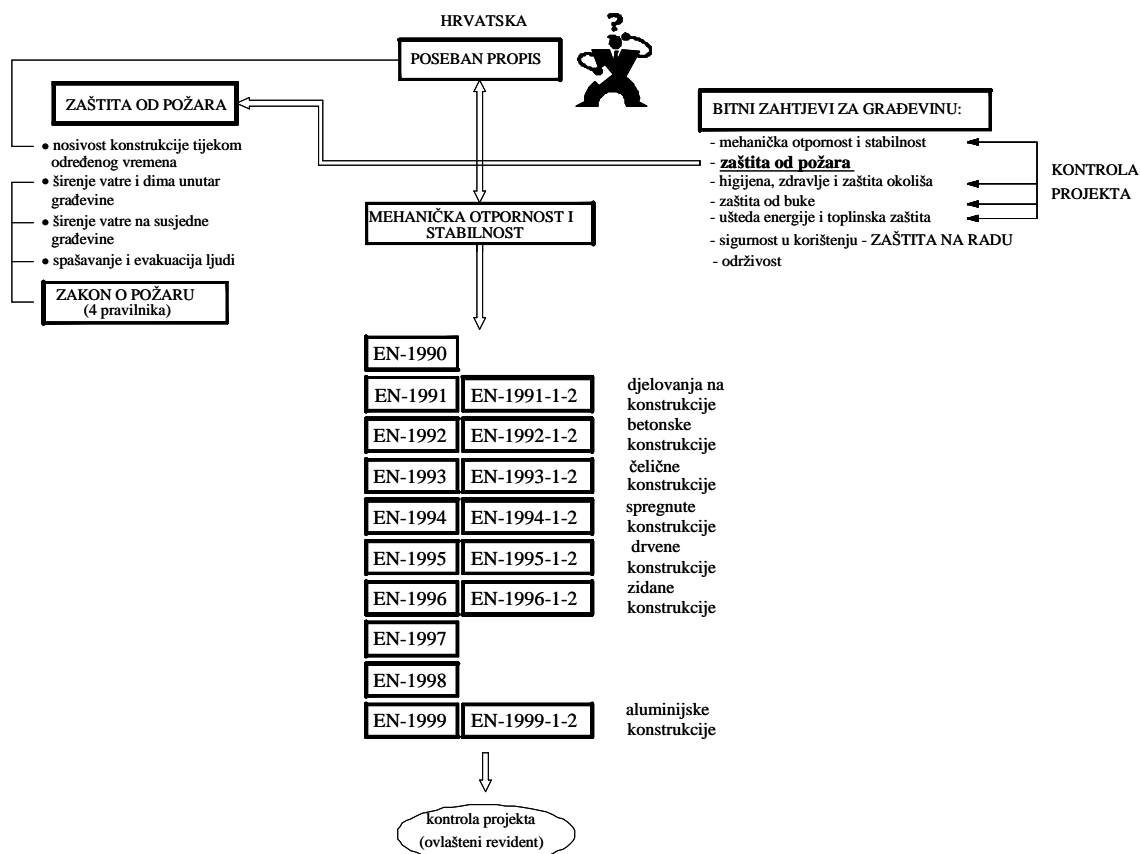 HRVATSKA
?
POSEBAN PROPIS
ZAŠTITA OD POŽARA
• nosivost konstrukcije tijekom
određenog vremena
• širenje vatre i dima unutar
građevine
• širenje vatre na susjedne
građevine
• spašavanje i evakuacija ljudi
ZAKON O POŽARU
(4 pravilnika)
MEHANIČKA OTPORNOST I
STABILNOST
BITNI ZAHTJEVI ZA GRAĐEVINU:
- mehanička otpornost i stabilnost
- zaštita od požara
- higijena, zdravlje i zaštita okoliša
- zaštita od buke
- ušteda energije i toplinska zaštita
- sigurnost u korištenju - ZAŠTITA NA RADU
- održivost
KONTROLA
PROJEKTA
EN-1990
EN-1991 EN-1991-1-2 djelovanja na
konstrukcije
EN-1992 EN-1992-1-2 betonske
konstrukcije
EN-1993 EN-1993-1-2 čelične
konstrukcije
EN-1994 EN-1994-1-2 spregnute
konstrukcije
EN-1995 EN-1995-1-2 drvene
konstrukcije
EN-1996 EN-1996-1-2 zidane
konstrukcije
EN-1997
EN-1998
EN-1999 EN-1999-1-2 aluminijske
konstrukcije
kontrola projekta
(ovlašteni revident)